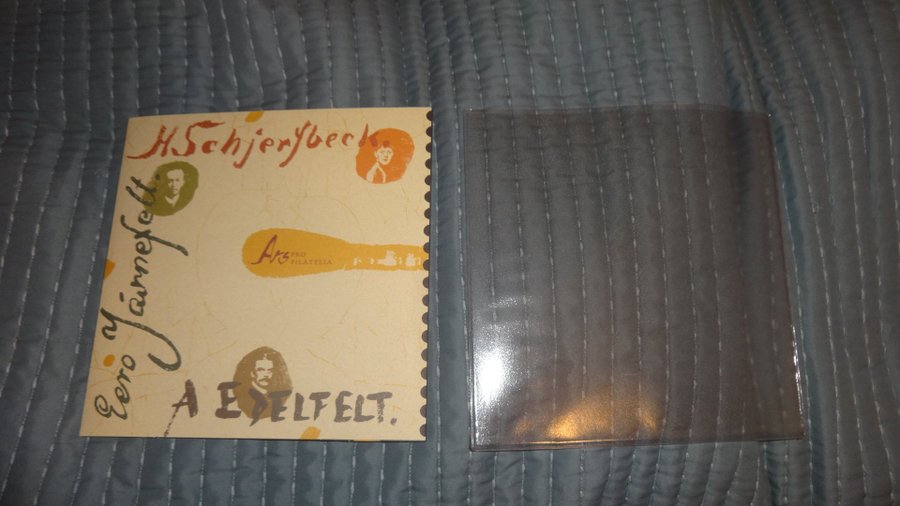 H Schjerfbeck
Eero Järnefelt.
Ars PRO
FILATELIA
A EDELFELT.